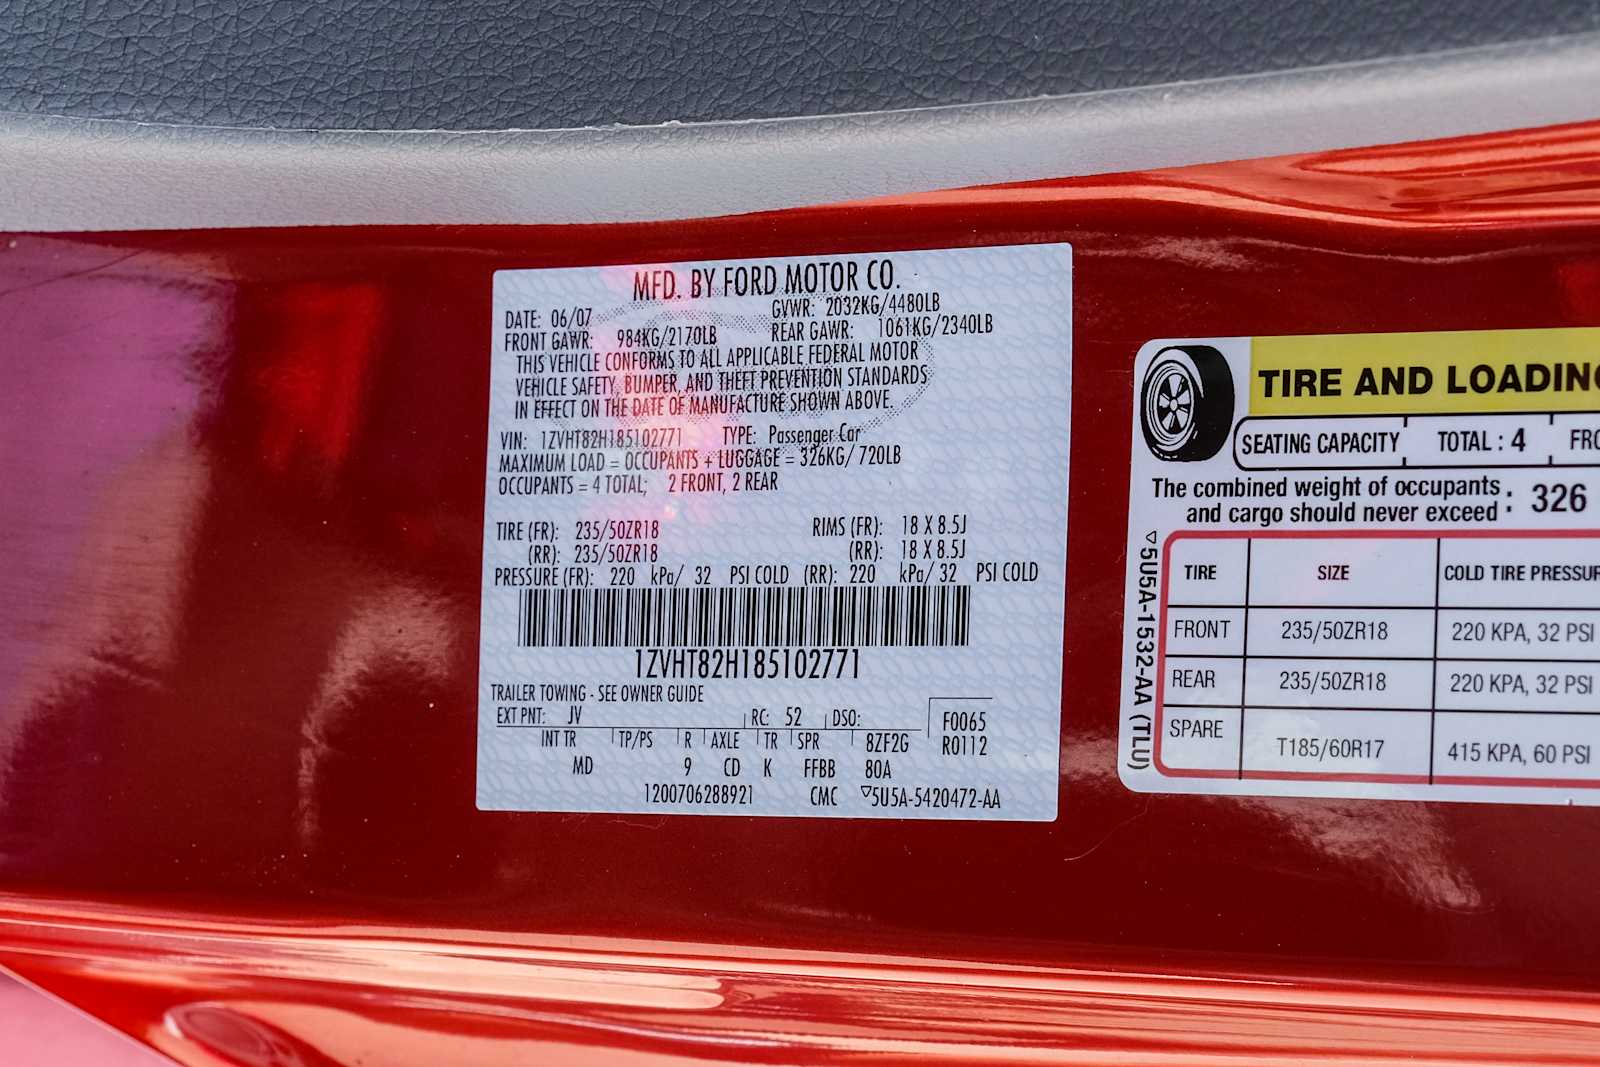 MFD. BY FORD MOTOR CO.
DATE: 06/07 GVWR: 2032KG/4480LB
FRONT GAWR: 984KG/2170LB REAR GAWR: 1061KG/2340LB
THIS VEHICLE CONFORMS TO ALL APPLICABLE FEDERAL MOTOR
VEHICLE SAFETY, BUMPER, AND THEFT PREVENTION STANDARDS
IN EFFECT ON THE DATE OF MANUFACTURE SHOWN ABOVE.
VIN: 1ZVHT82H185102771 TYPE: Passenger Car
MAXIMUM LOAD = OCCUPANTS + LUGGAGE = 326KG/ 720LB
OCCUPANTS = 4 TOTAL; 2 FRONT, 2 REAR
TIRE (FR): 235/50ZR18 RIMS (FR): 18 X 8.5J
(RR): 235/50ZR18 (RR): 18 X 8.5J
PRESSURE (FR): 220 kPa/ 32 PSI COLD (RR): 220 kPa/ 32 PSI COLD
1ZVHT82H185102771
TRAILER TOWING - SEE OWNER GUIDE
EXT PNT: JV RC: 52 DSO: F0065
INT TR TP/PS R AXLE TR SPR 8ZF2G R0112
MD 9 CD K FFBB 80A
1200706288921 CMC ▽5U5A-5420472-AA
TIRE AND LOADING
SEATING CAPACITY TOTAL : 4 FRO
The combined weight of occupants
and cargo should never exceed : 326
TIRE SIZE COLD TIRE PRESSUR
FRONT 235/50ZR18 220 KPA, 32 PSI
REAR 235/50ZR18 220 KPA, 32 PSI
SPARE T185/60R17 415 KPA, 60 PSI
▽5U5A-1532-AA (TLU)